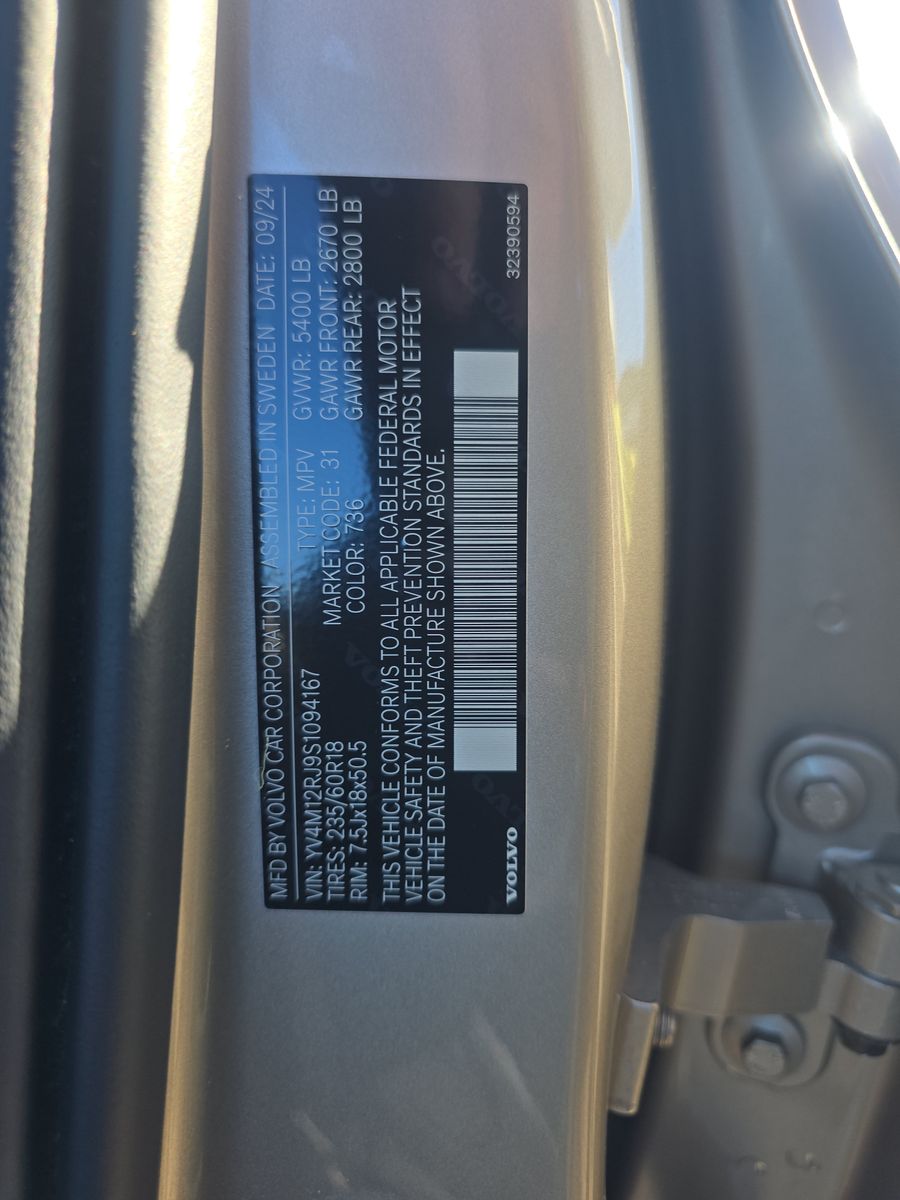 MFD BY VOLVO CAR CORPORATION ASSEMBLED IN SWEDEN DATE: 09/24
VIN: YV4M12RJ9S1094167 TYPE: MPV GVWR: 5400 LB
TIRES: 235/60R18 MARKET CODE: 31 GAWR FRONT: 2670 LB
RIM: 7.5Jx18x50.5 COLOR: 736 GAWR REAR: 2800 LB
THIS VEHICLE CONFORMS TO ALL APPLICABLE FEDERAL MOTOR
VEHICLE SAFETY AND THEFT PREVENTION STANDARDS IN EFFECT
ON THE DATE OF MANUFACTURE SHOWN ABOVE.
VOLVO
32390594